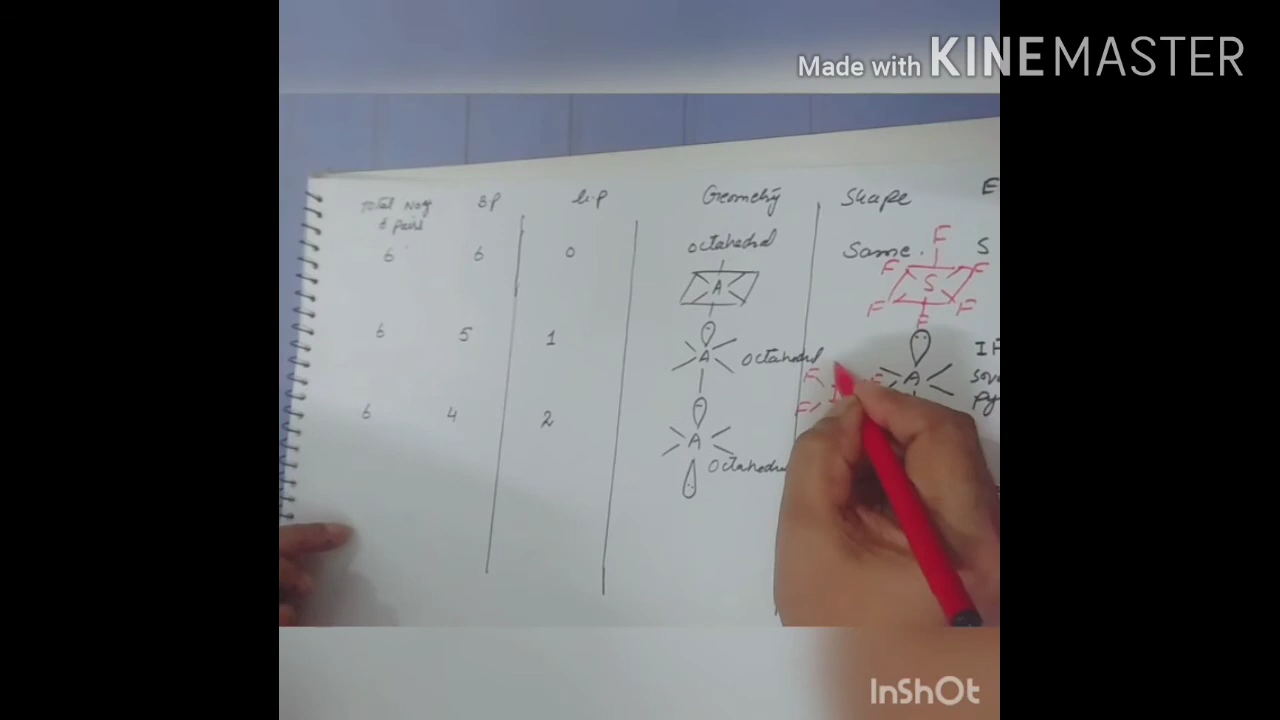 Made with KINEMASTER
Total No of
e⁻ pairs
B.P
L.P
Geometry
Shape
E
6
6
0
octahedral
Same.
S
A
F
F
F
S
F
F
F
6
5
1
A
octahedral
A
IF
F
F
I
F
6
4
2
A
Octahedral
InShOt